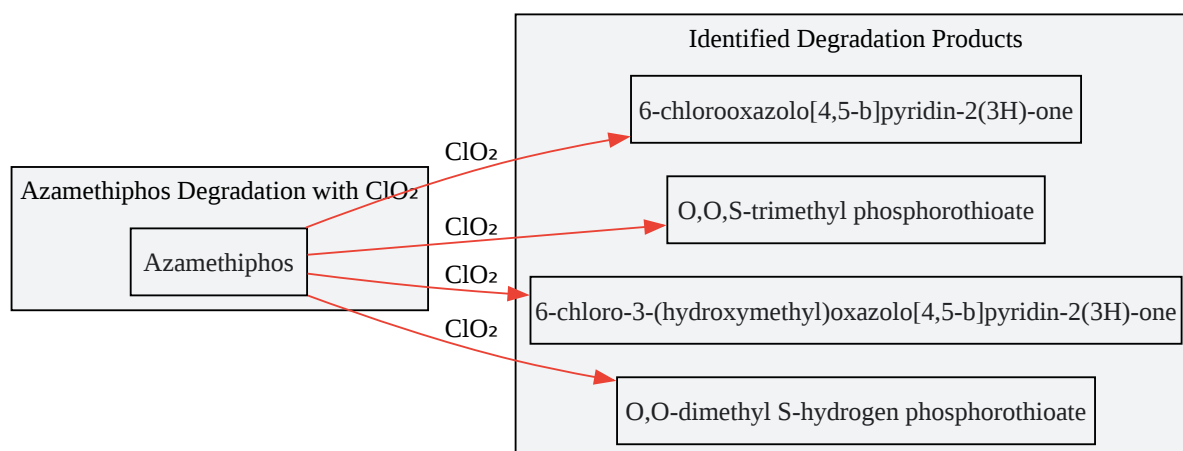 Identified Degradation Products
6-chlorooxazolo[4,5-b]pyridin-2(3H)-one
ClO₂
Azamethiphos Degradation with ClO₂
O,O,S-trimethyl phosphorothioate
ClO₂
Azamethiphos
ClO₂
6-chloro-3-(hydroxymethyl)oxazolo[4,5-b]pyridin-2(3H)-one
ClO₂
O,O-dimethyl S-hydrogen phosphorothioate